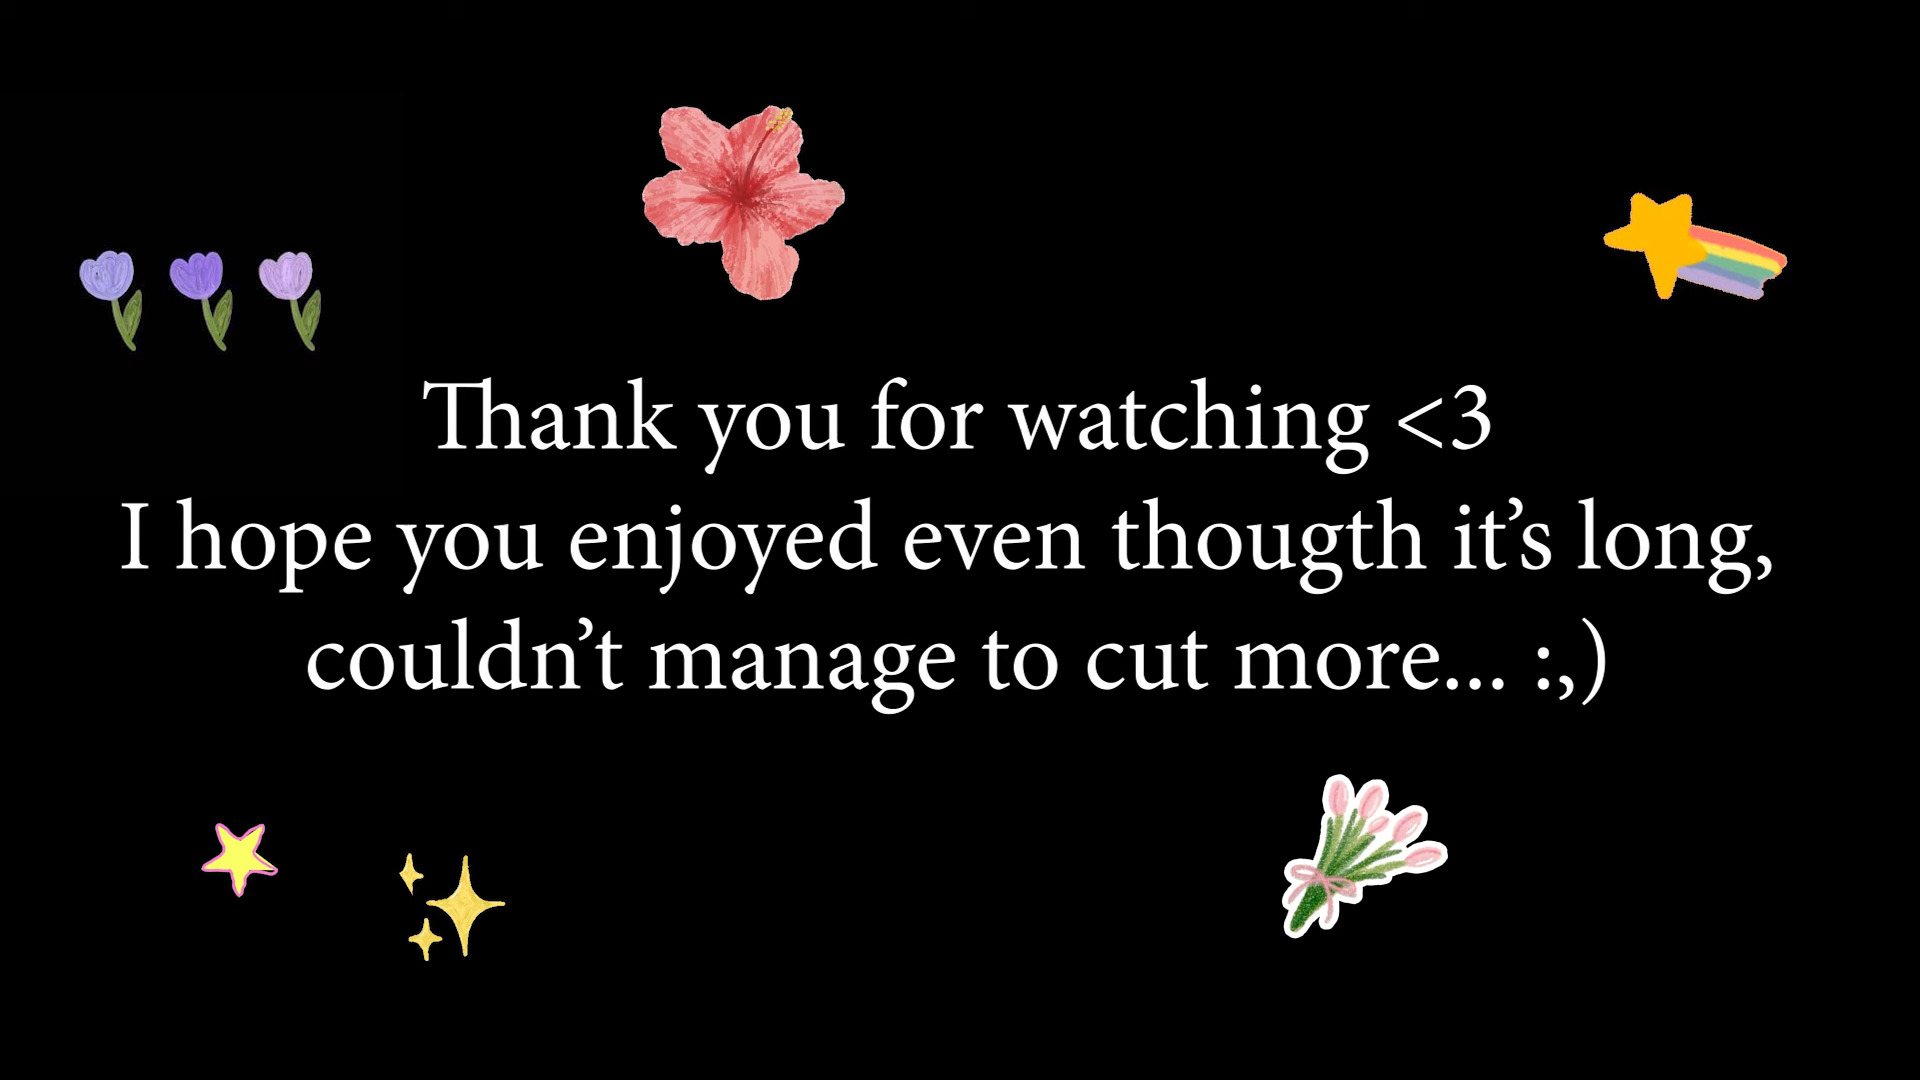 Thank you for watching <3
I hope you enjoyed even thougth it’s long,
couldn’t manage to cut more... :,)